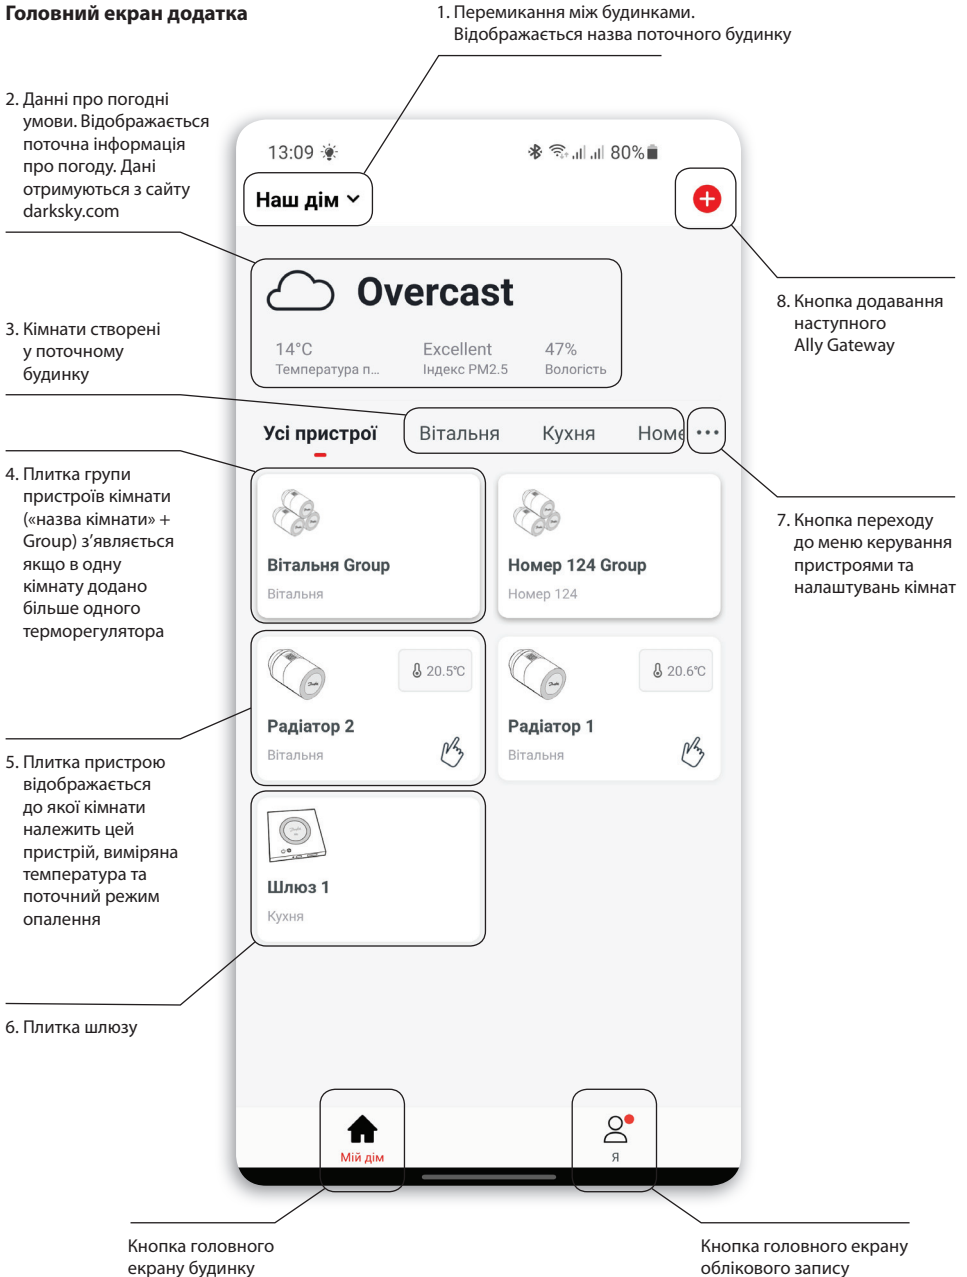 Головний екран додатка
1. Перемикання між будинками.
Відображається назва поточного будинку
2. Данні про погодні
умови. Відображається
поточна інформація
про погоду. Дані
отримуються з сайту
darksky.com
3. Кімнати створені
у поточному
будинку
4. Плитка групи
пристроїв кімнати
(«назва кімнати» +
Group) з’являється
якщо в одну
кімнату додано
більше одного
терморегулятора
5. Плитка пристрою
відображається
до якої кімнати
належить цей
пристрій, виміряна
температура та
поточний режим
опалення
6. Плитка шлюзу
13:09 80%
Наш дім
Overcast
14°C Excellent 47%
Температура п... Індекс PM2.5 Вологість
Усі пристрої Вітальня Кухня Номе ...
Вітальня Group
Вітальня
Номер 124 Group
Номер 124
20.5°C
Радіатор 2
Вітальня
20.6°C
Радіатор 1
Вітальня
Шлюз 1
Кухня
Мій дім
Я
8. Кнопка додавання
наступного
Ally Gateway
7. Кнопка переходу
до меню керування
пристроями та
налаштувань кімнат
Кнопка головного
екрану будинку
Кнопка головного екрану
облікового запису